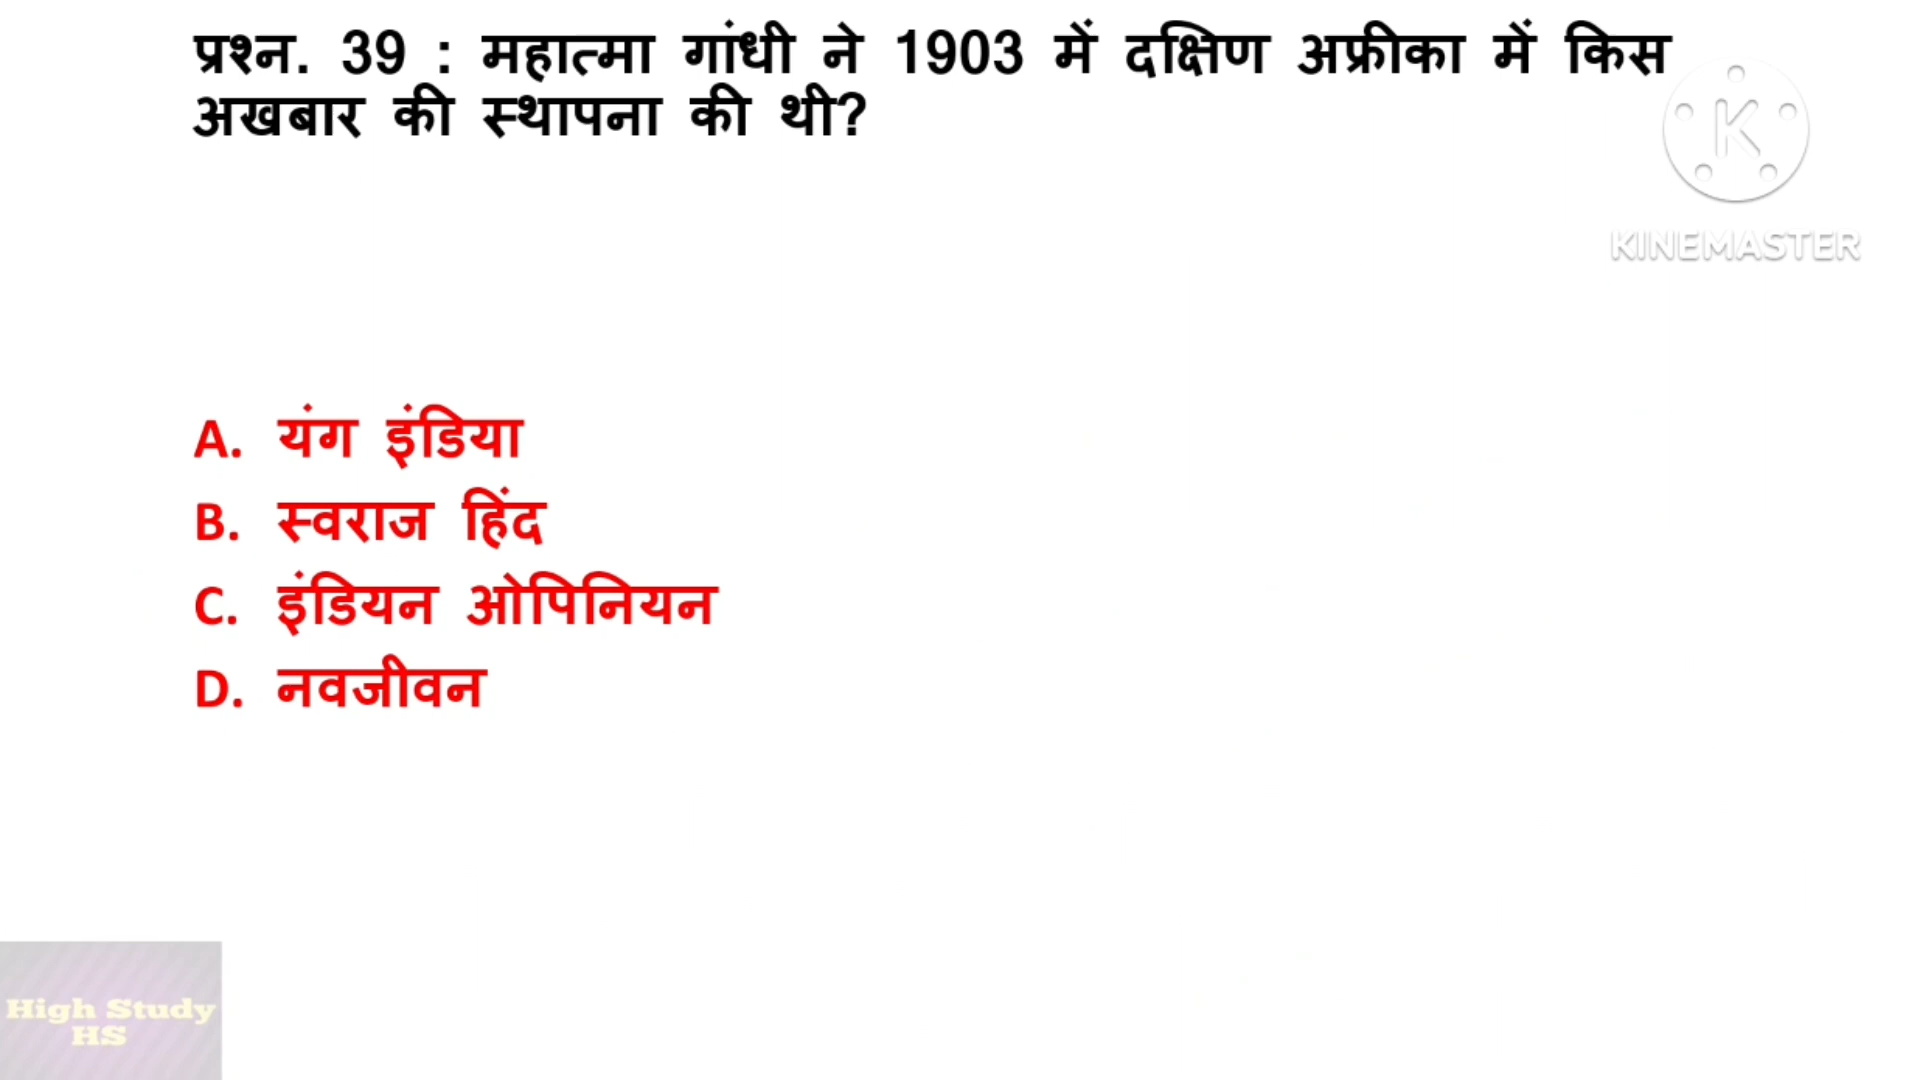 प्रश्न. 39 : महात्मा गांधी ने 1903 में दक्षिण अफ्रीका में किस
अखबार की स्थापना की थी?
K
KINEMASTER
A. यंग इंडिया
B. स्वराज हिंद
C. इंडियन ओपिनियन
D. नवजीवन
High Study
HS